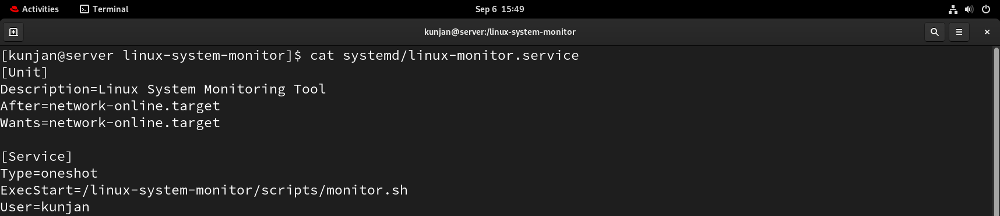 Activities Terminal Sep 6 15:49
kunjan@server:/linux-system-monitor
[kunjan@server linux-system-monitor]$ cat systemd/linux-monitor.service
[Unit]
Description=Linux System Monitoring Tool
After=network-online.target
Wants=network-online.target
[Service]
Type=oneshot
ExecStart=/linux-system-monitor/scripts/monitor.sh
User=kunjan